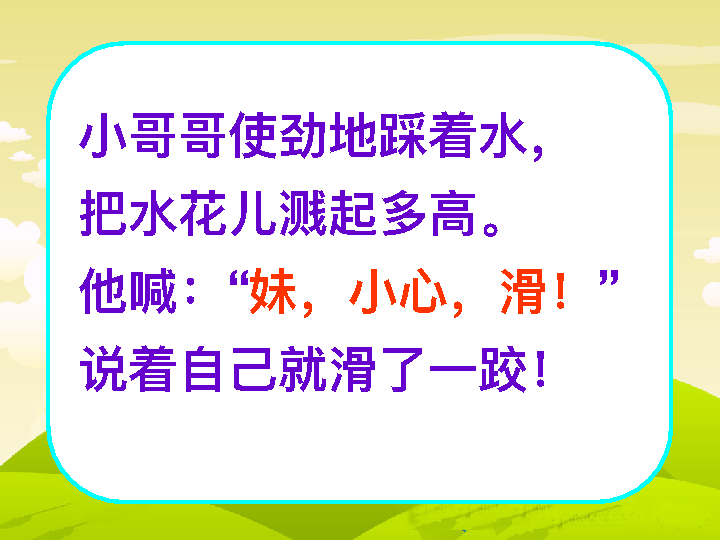 小哥哥使劲地踩着水，
把水花儿溅起多高。
他喊：“妹，小心，滑！”
说着自己就滑了一跤！